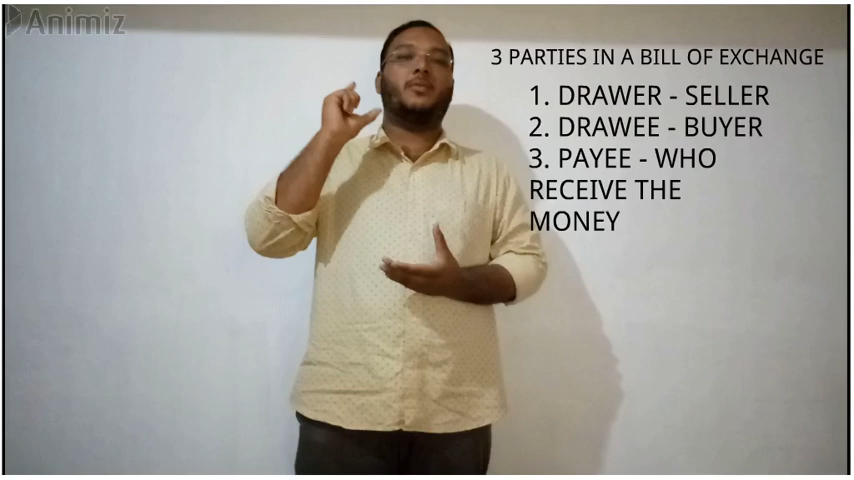 Animiz
3 PARTIES IN A BILL OF EXCHANGE
1. DRAWER - SELLER
2. DRAWEE - BUYER
3. PAYEE - WHO
RECEIVE THE
MONEY